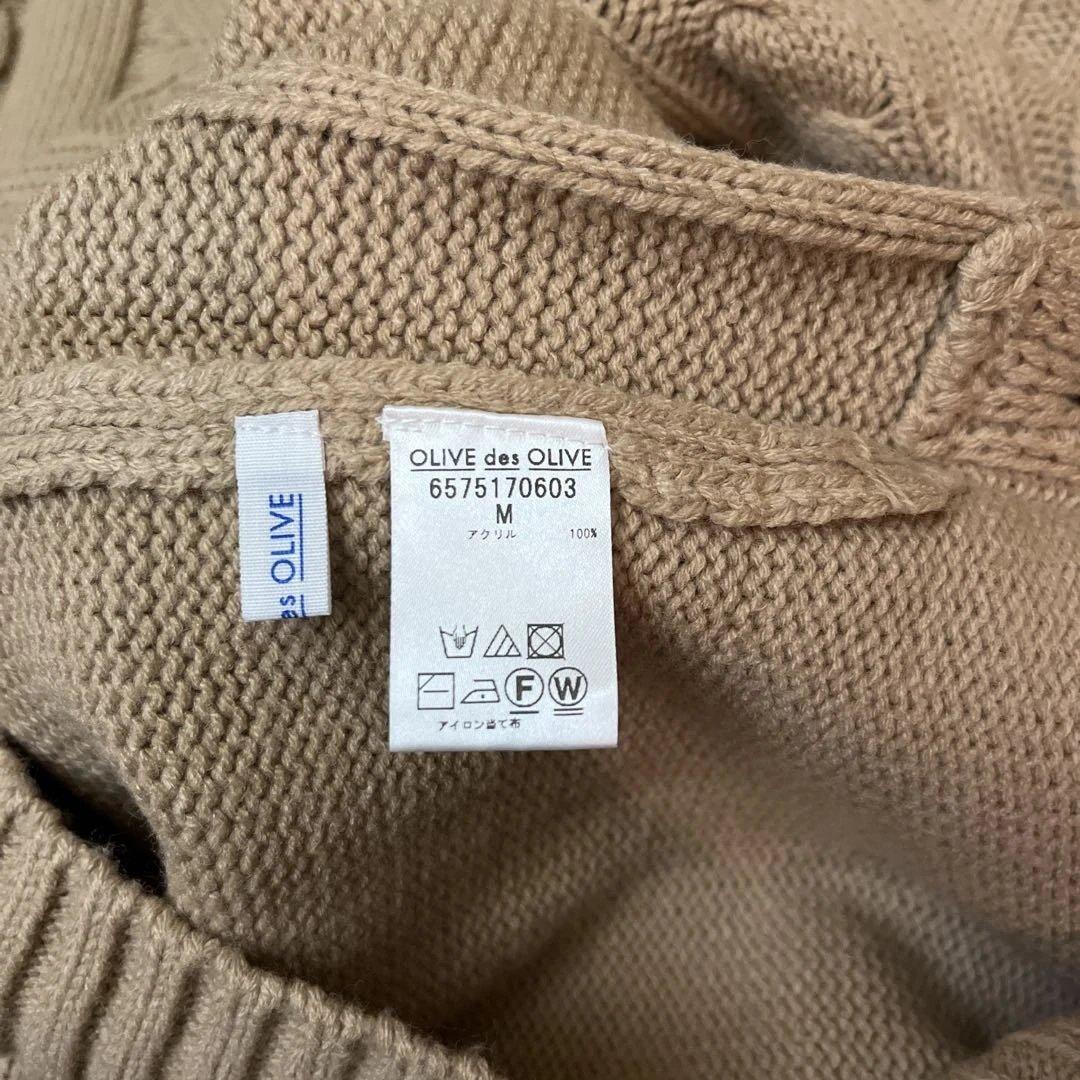 es OLIVE
OLIVE des OLIVE
6575170603
M
アクリル 100%
F W
アイロン当て布